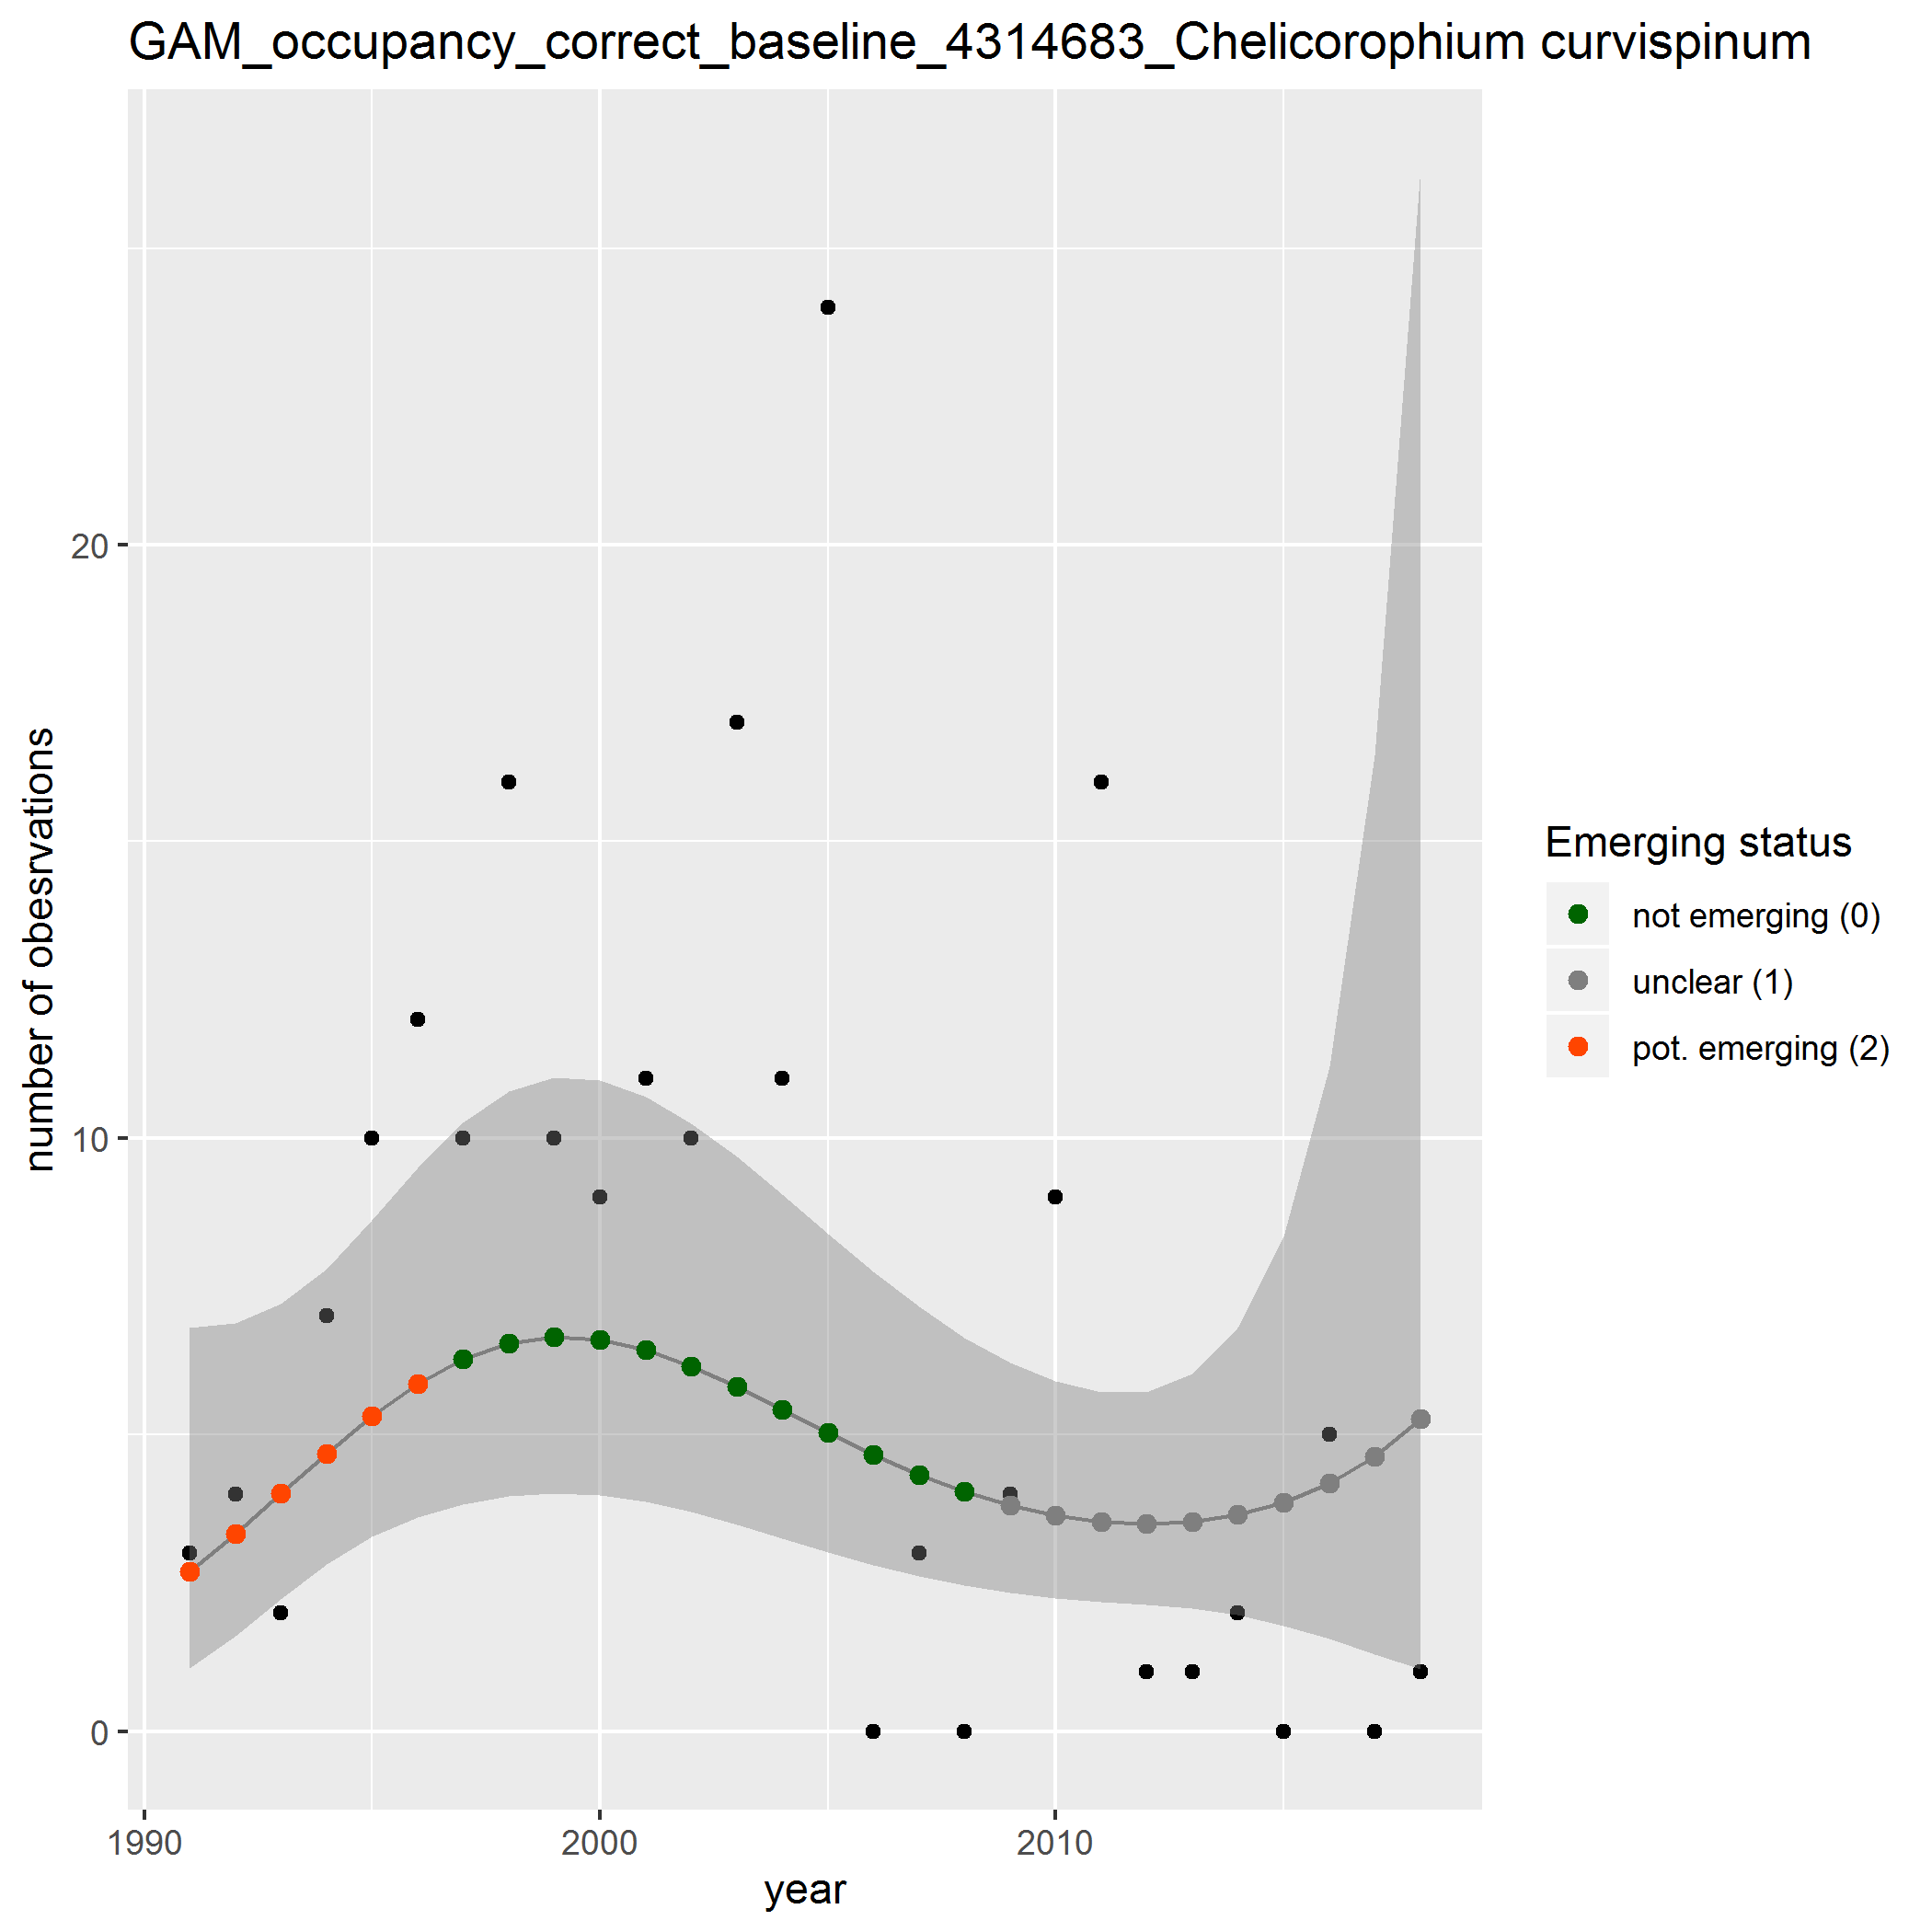 GAM_occupancy_correct_baseline_4314683_Chelicorophium curvispinum
number of obesrvations
20
10
0
1990
2000
2010
year
Emerging status
not emerging (0)
unclear (1)
pot. emerging (2)